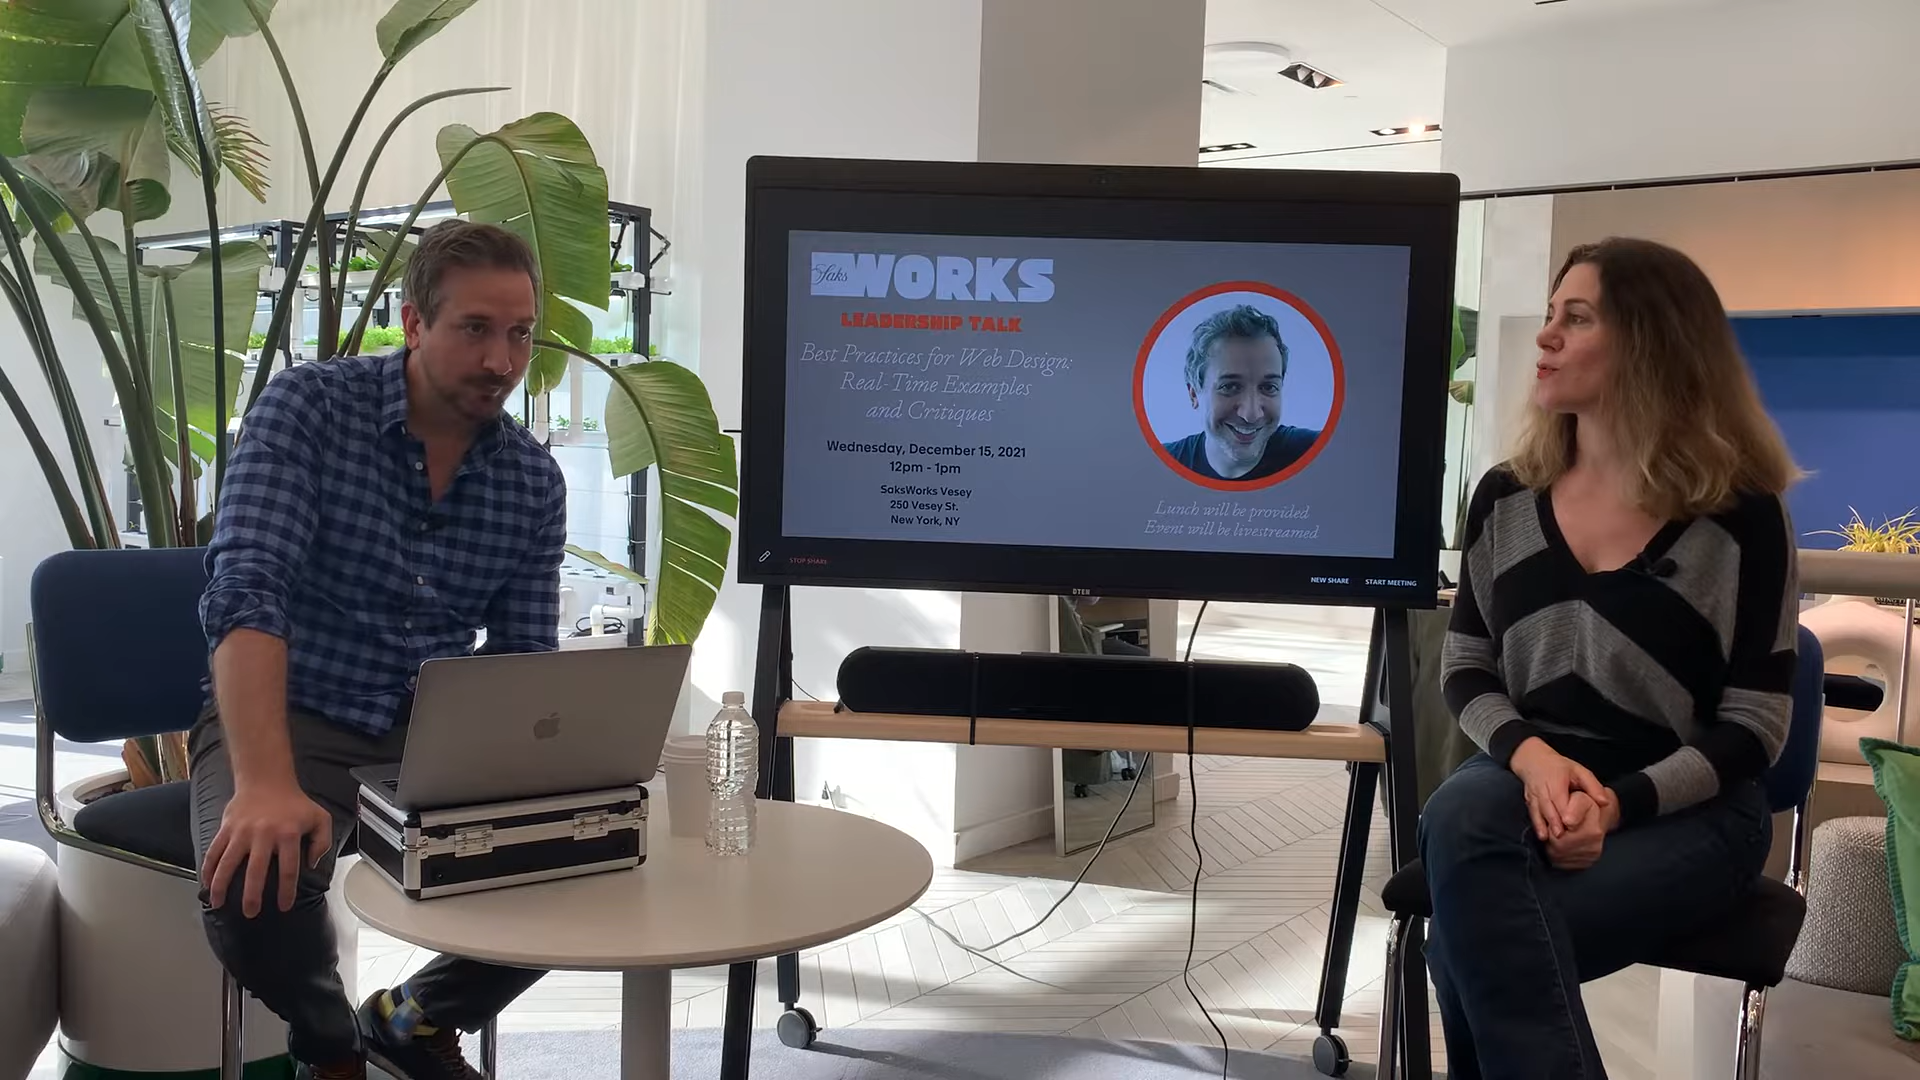 Saks WORKS
LEADERSHIP TALK
Best Practices for Web Design:
Real-Time Examples
and Critiques
Wednesday, December 15, 2021
12pm - 1pm
SaksWorks Vesey
250 Vesey St.
New York, NY
Lunch will be provided
Event will be livestreamed
STOP SHARE
NEW SHARE
START MEETING
DTEN